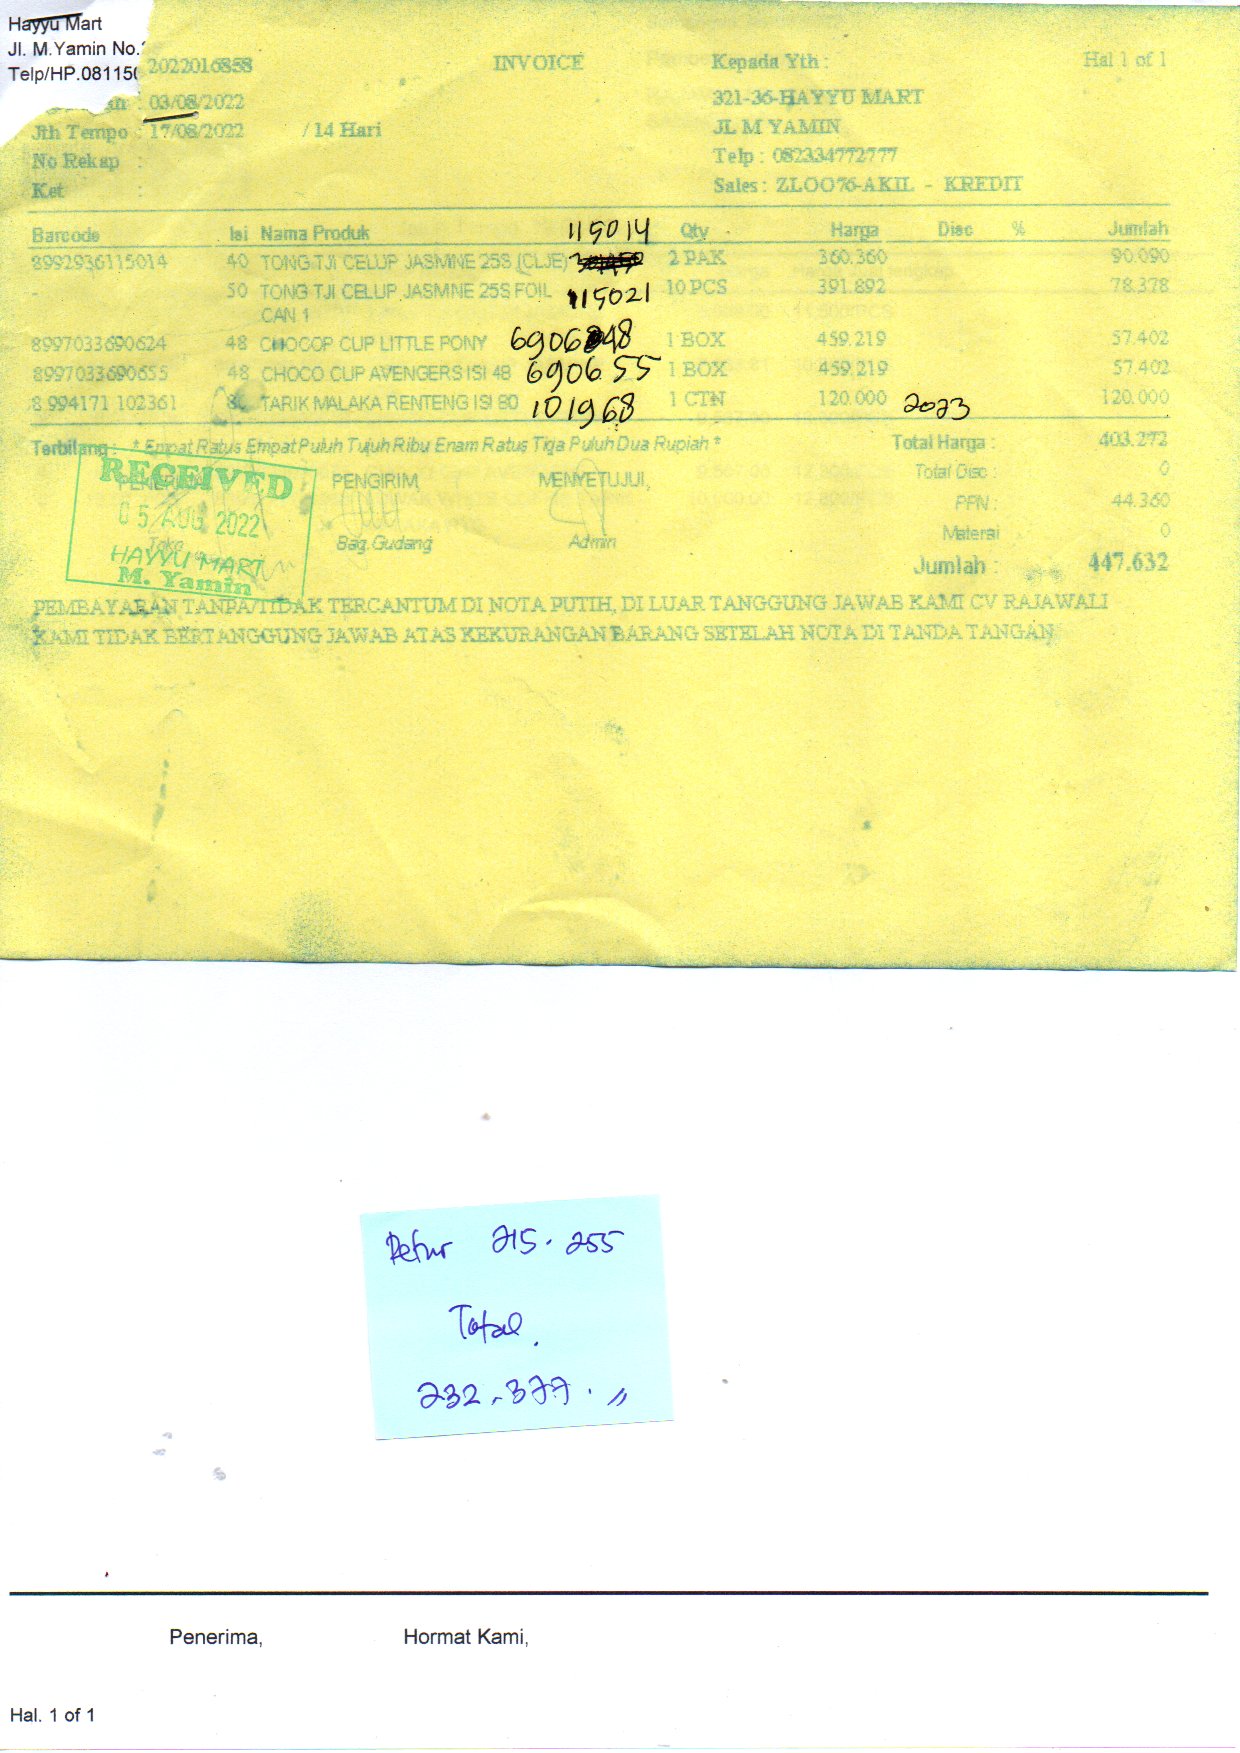 Hayyu Mart
Jl. M.Yamin No.
Telp/HP.08115
2022016858 INVOICE Kepada Yth : Hal 1 of 1
: 03/08/2022 321-36-HAYYU MART
Jth Tempo : 17/08/2022 / 14 Hari JL M YAMIN
No Rekap : Telp : 082334772777
Ket : Sales : ZLOO76-AKIL - KREDIT
Barcode Isi Nama Produk 115014 Qty Harga Disc % Jumlah
8992936115014 40 TONG TJI CELUP JASMINE 25S (CLJE) 2 PAK 360.360 90.090
- 50 TONG TJI CELUP JASMINE 25S FOIL 115021 10 PCS 391.892 78.378
CAN 1
8997033690624 48 CHOCOP CUP LITTLE PONY 690648 1 BOX 459.219 57.402
8997033690655 48 CHOCO CUP AVENGERS ISI 48 690655 1 BOX 459.219 57.402
8 994171 102361 TARIK MALAKA RENTENG ISI 80 101968 1 CTN 120.000 2023 120.000
Terbilang : * Empat Ratus Empat Puluh Tujuh Ribu Enam Ratus Tiga Puluh Dua Rupiah * Total Harga : 403.272
RECEIVED Total Disc : 0
PENERIMA PENGIRIM MENYETUJUI, PPN : 44.360
05 AUG 2022 Materai 0
Toko Bag.Gudang Admin
HAYYU MART Jumlah : 447.632
M. Yamin
PEMBAYARAN TANPA/TIDAK TERCANTUM DI NOTA PUTIH, DI LUAR TANGGUNG JAWAB KAMI CV RAJAWALI
KAMI TIDAK BERTANGGUNG JAWAB ATAS KEKURANGAN BARANG SETELAH NOTA DI TANDA TANGAN
Retur 215.255
Total
232.377.
Penerima, Hormat Kami,
Hal. 1 of 1